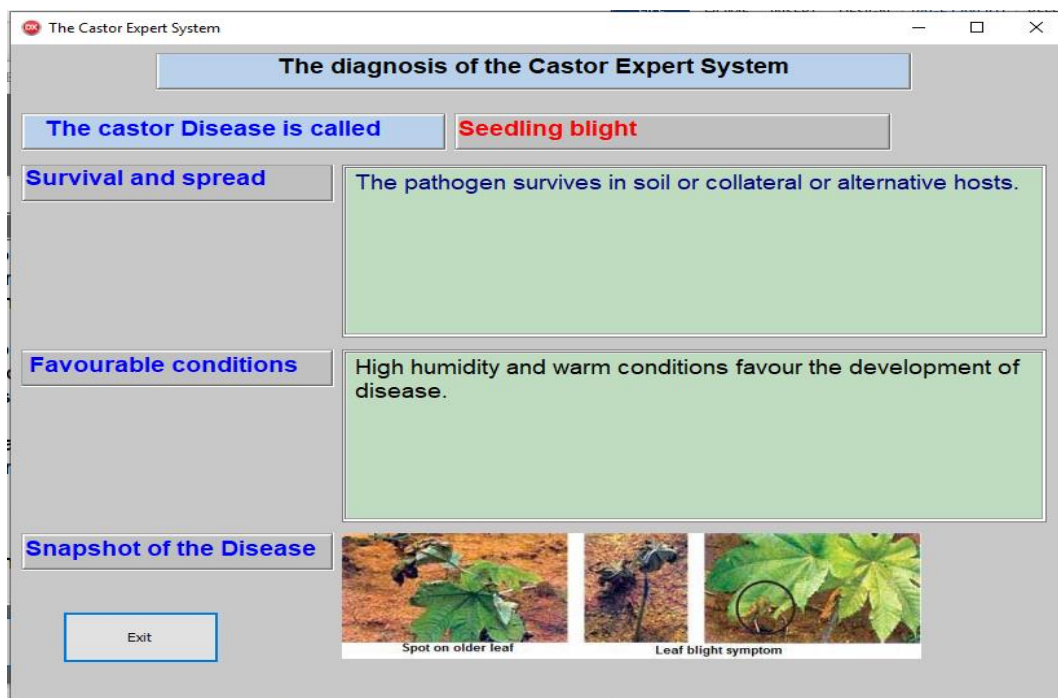 The Castor Expert System
The diagnosis of the Castor Expert System
The castor Disease is called
Seedling blight
Survival and spread
The pathogen survives in soil or collateral or alternative hosts.
Favourable conditions
High humidity and warm conditions favour the development of
disease.
Snapshot of the Disease
Spot on older leaf
Leaf blight symptom
Exit